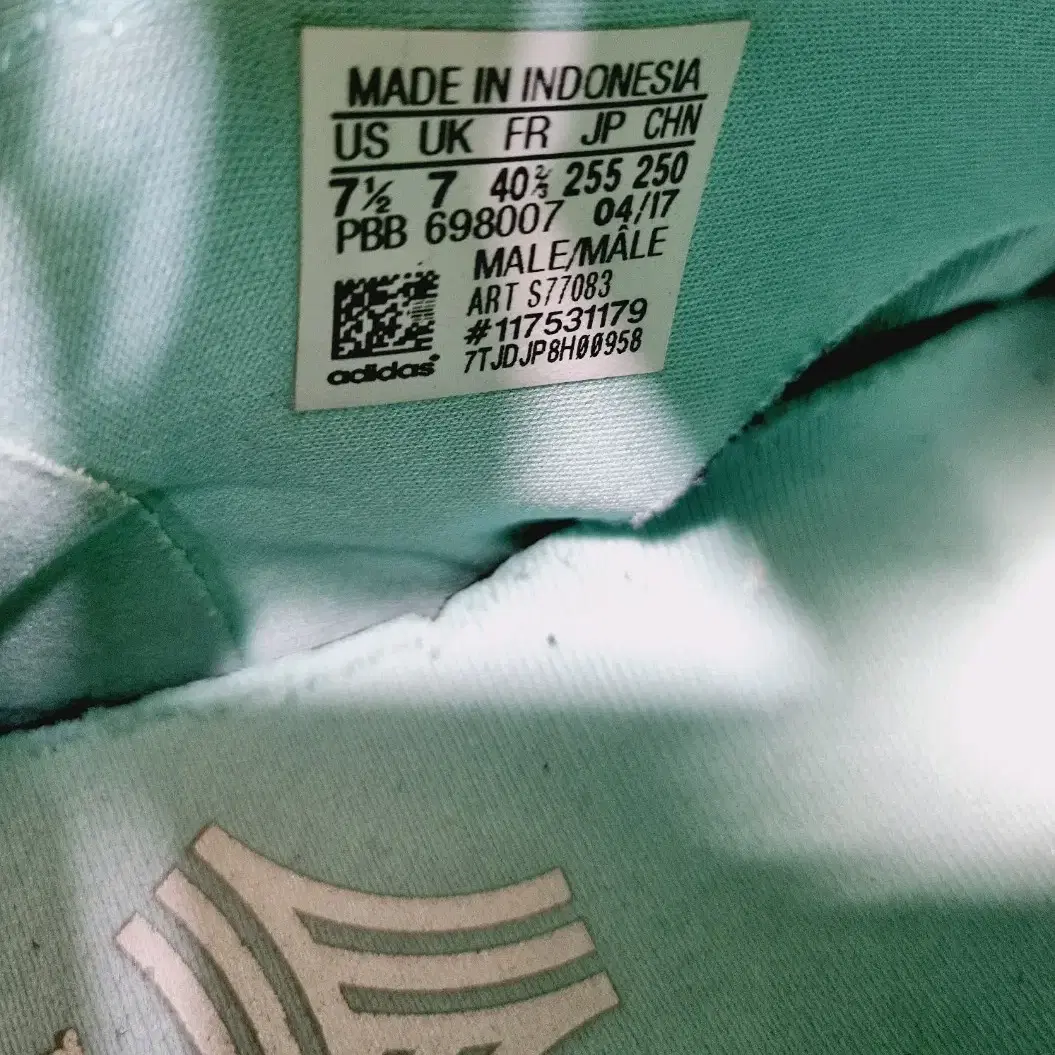 MADE IN INDONESIA
US UK FR JP CHN
7½ 7 40⅔ 255 250
PBB 698007 04/17
MALE/MÂLE
ART S77083
#117531179
7TJDJP8H00958
adidas